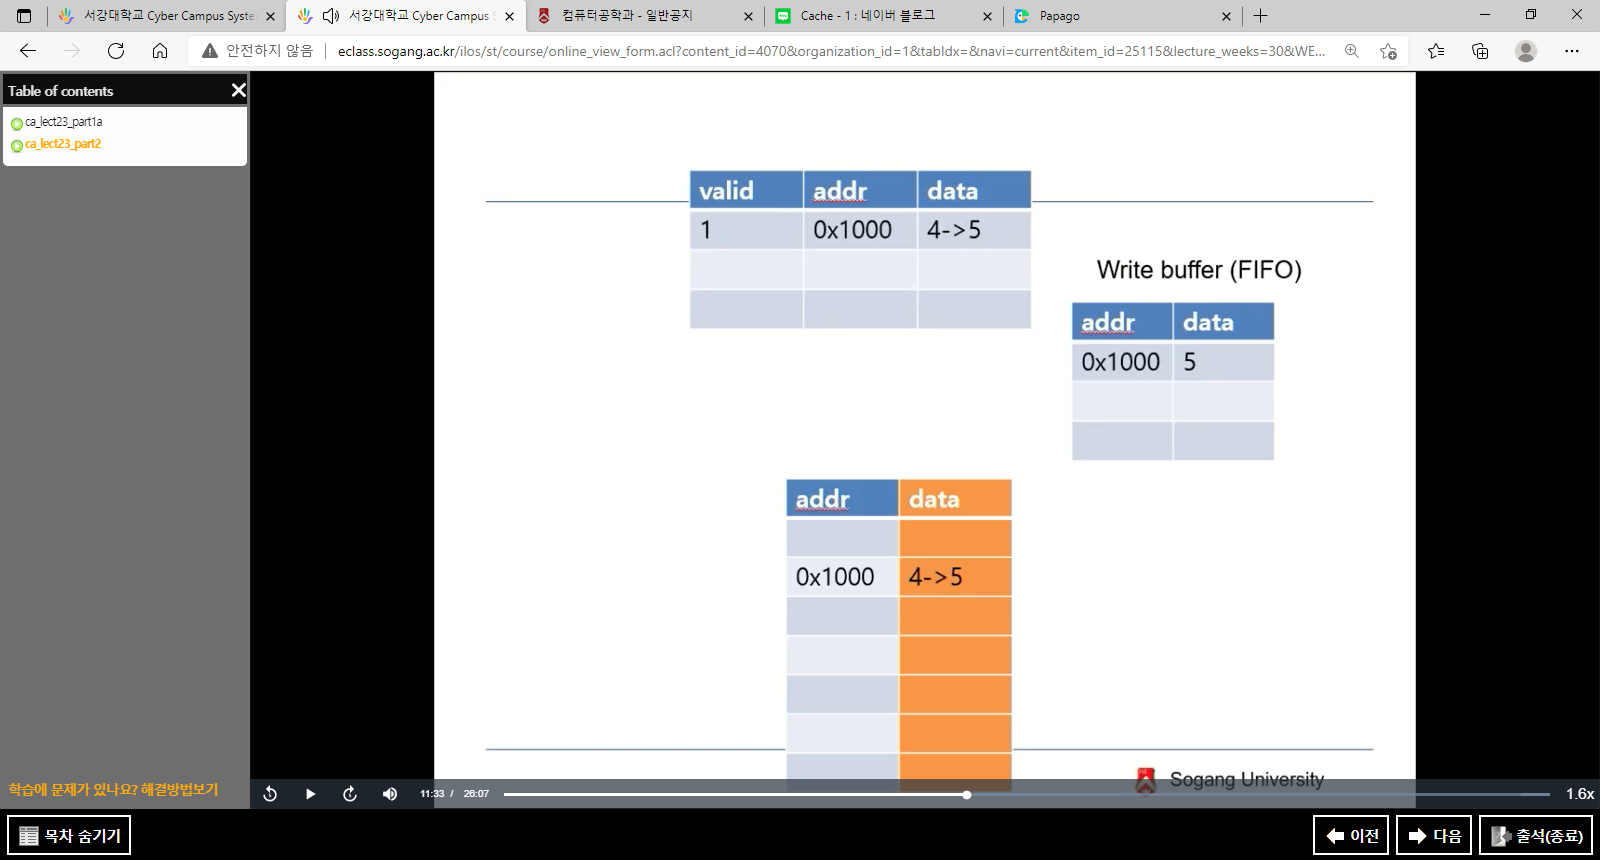 서강대학교 Cyber Campus Syste
서강대학교 Cyber Campus S
컴퓨터공학과 - 일반공지
Cache - 1 : 네이버 블로그
Papago
안전하지 않음
eclass.sogang.ac.kr/ilos/st/course/online_view_form.acl?content_id=4070&organization_id=1&tabIdx=&navi=current&item_id=25115&lecture_weeks=30&WE...
Table of contents
ca_lect23_part1a
ca_lect23_part2
valid addr data
1 0x1000 4->5
Write buffer (FIFO)
addr data
0x1000 5
addr data
0x1000 4->5
Sogang University
학습에 문제가 있나요? 해결방법보기
11:33 / 26:07
1.6x
목차 숨기기
이전
다음
출석(종료)